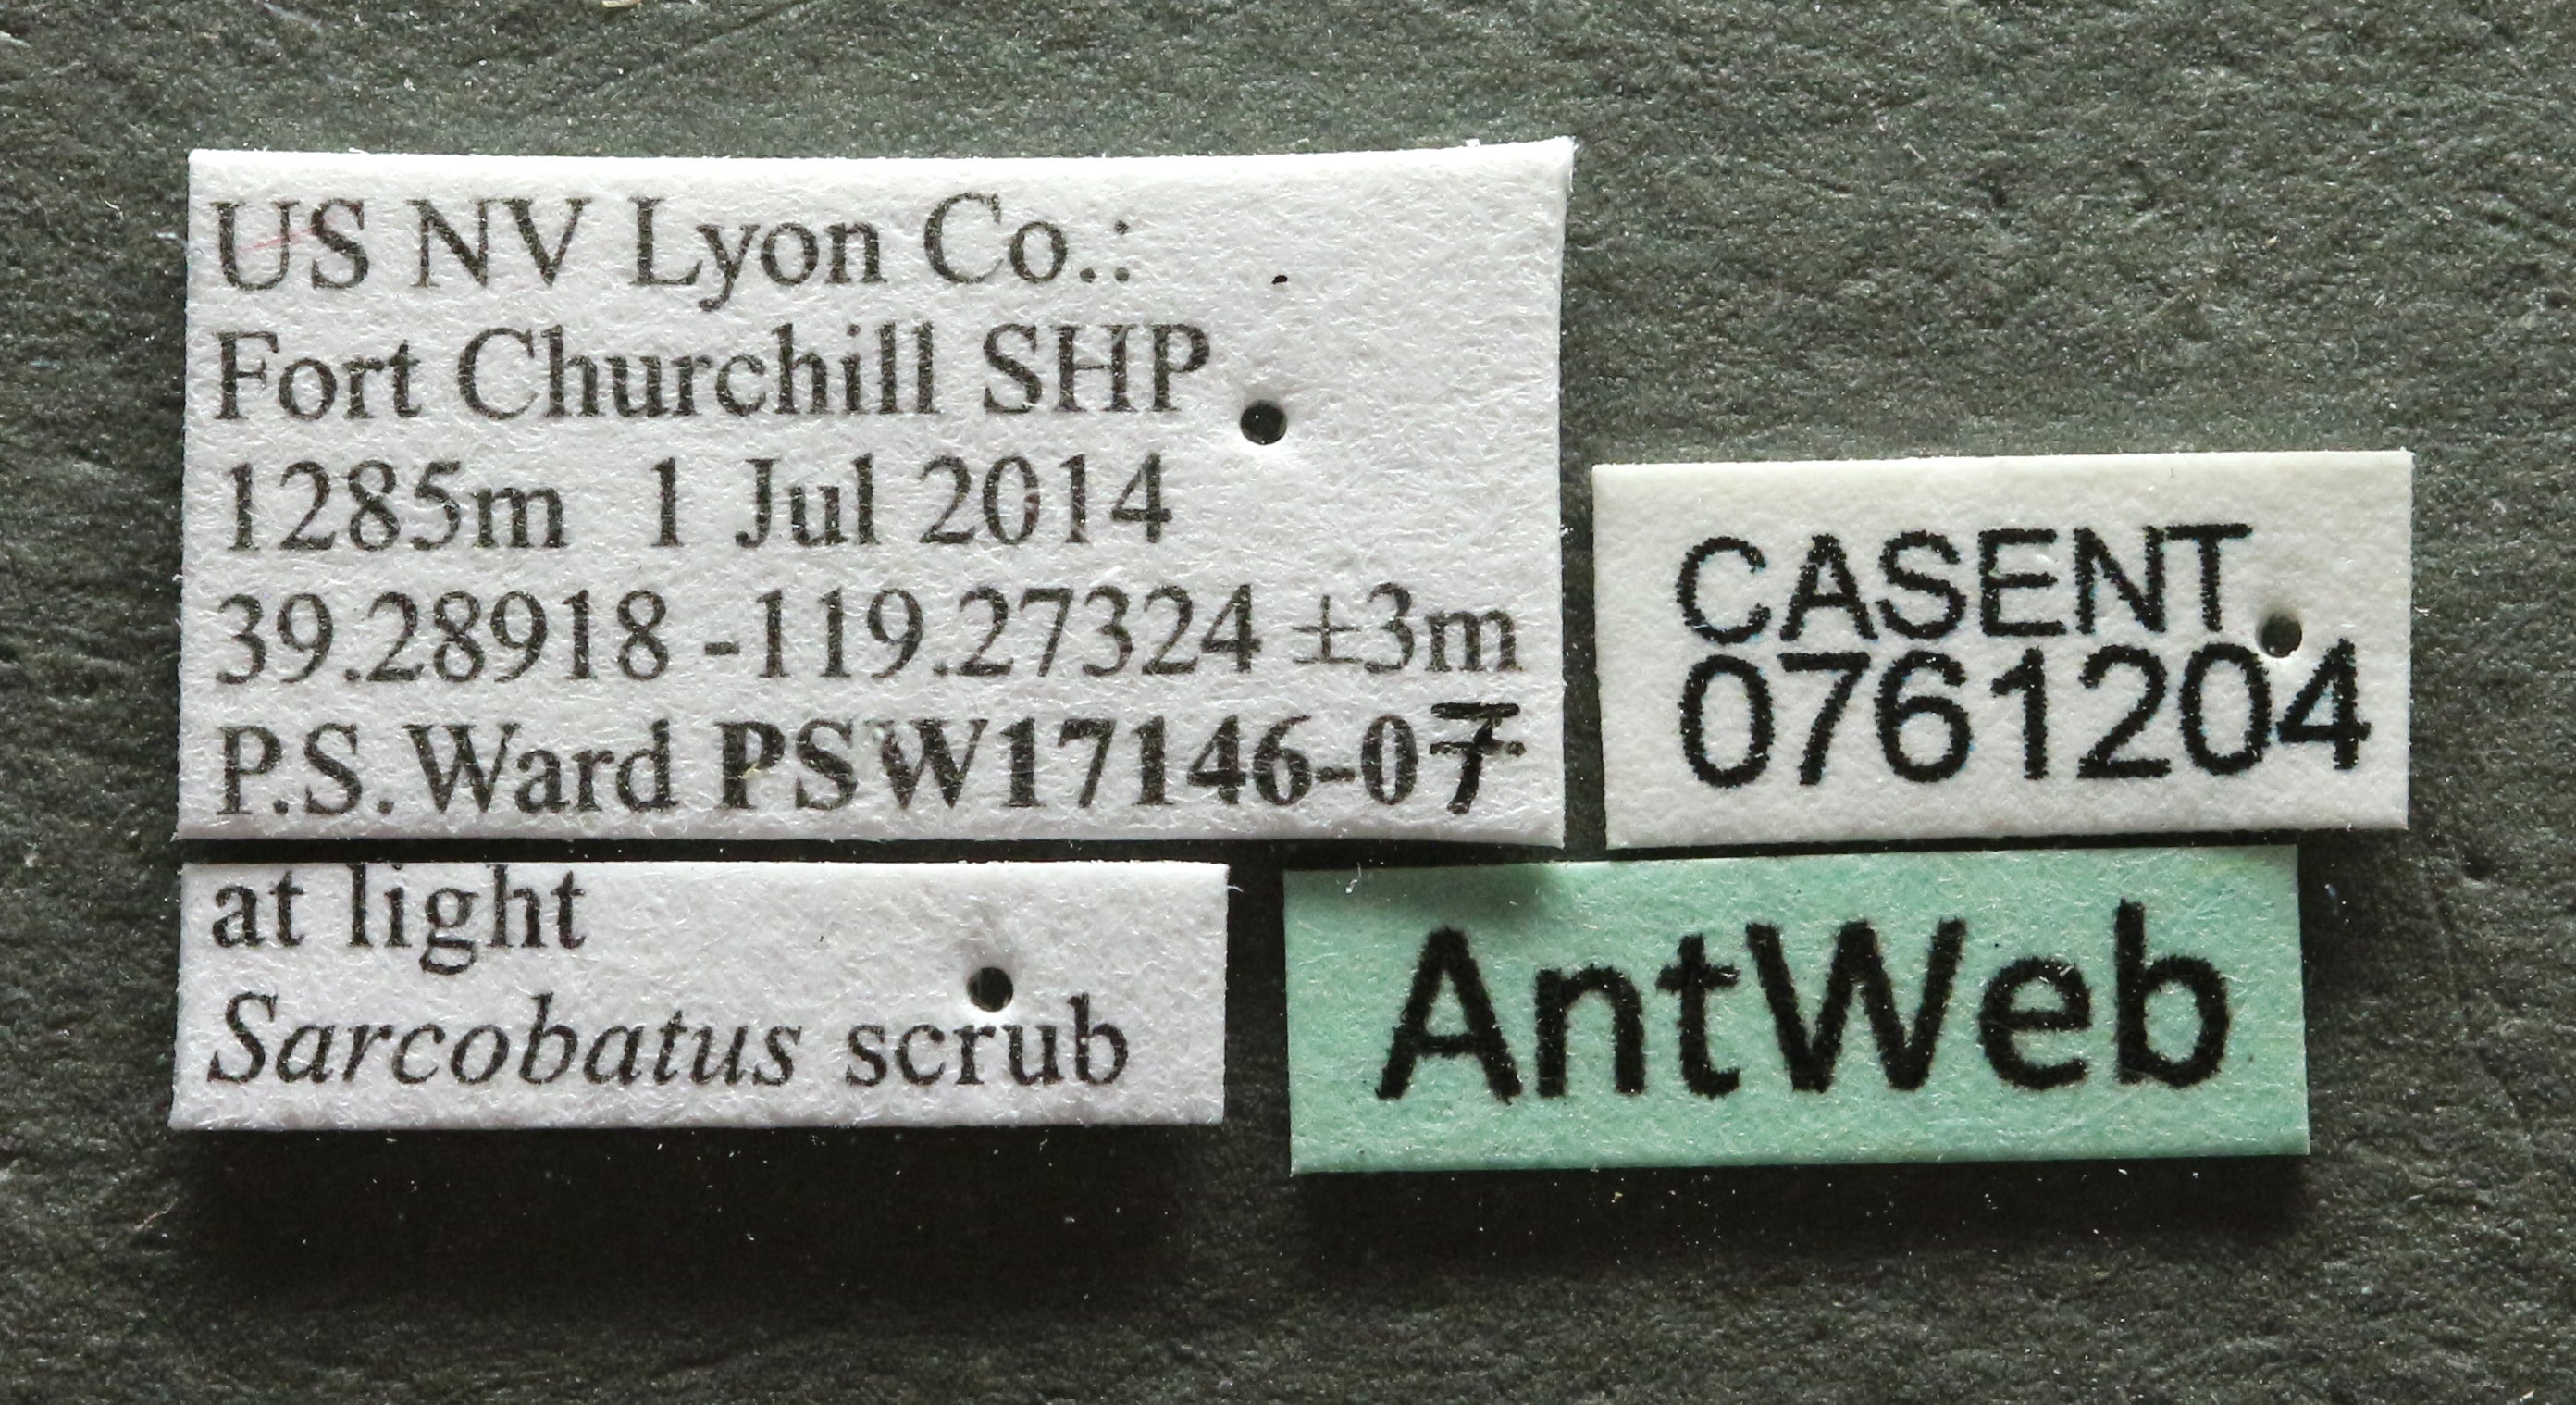 US NV Lyon Co.:
Fort Churchill SHP
1285m 1 Jul 2014
39.28918 -119.27324 ±3m
P.S.Ward PSW17146-07
at light
Sarcobatus scrub
CASENT
0761204
AntWeb